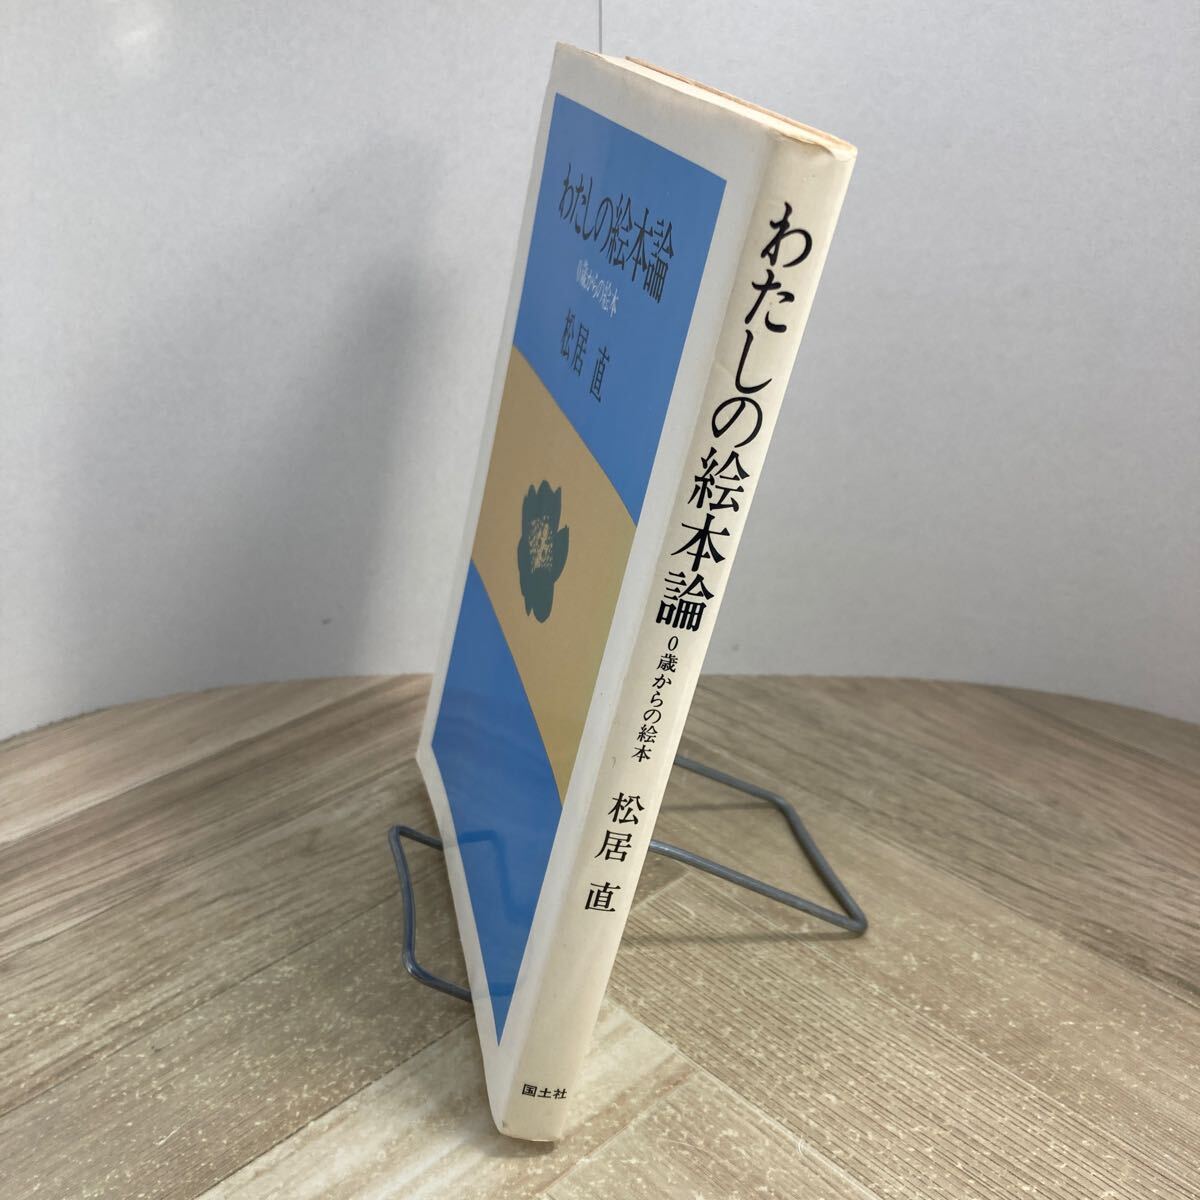 わたしの絵本論
0歳からの絵本
松居 直
わたしの絵本論
0歳からの絵本
松居 直
国土社